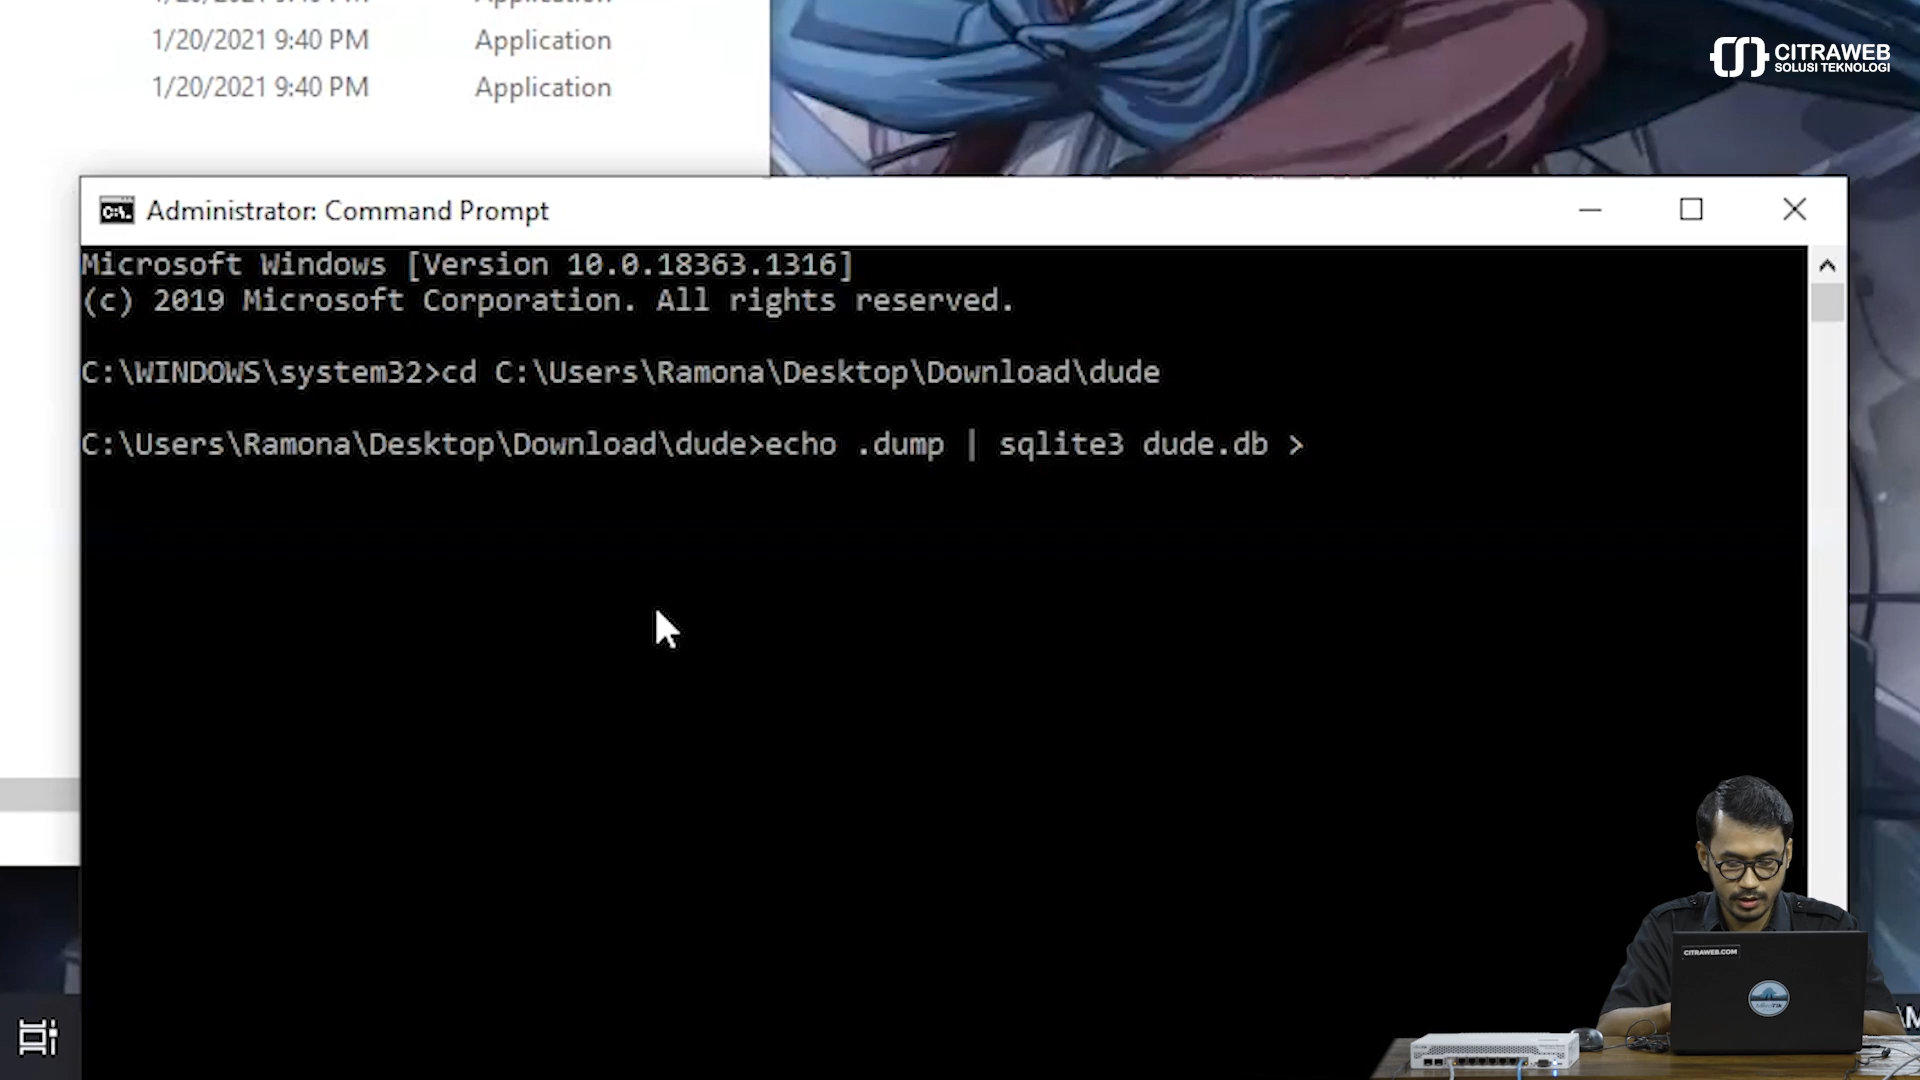 1/20/2021 9:40 PM Application
1/20/2021 9:40 PM Application
CITRAWEB
SOLUSI TEKNOLOGI
C:\. Administrator: Command Prompt
Microsoft Windows [Version 10.0.18363.1316]
(c) 2019 Microsoft Corporation. All rights reserved.
C:\WINDOWS\system32>cd C:\Users\Ramona\Desktop\Download\dude
C:\Users\Ramona\Desktop\Download\dude>echo .dump | sqlite3 dude.db >
CITRAWEB.COM